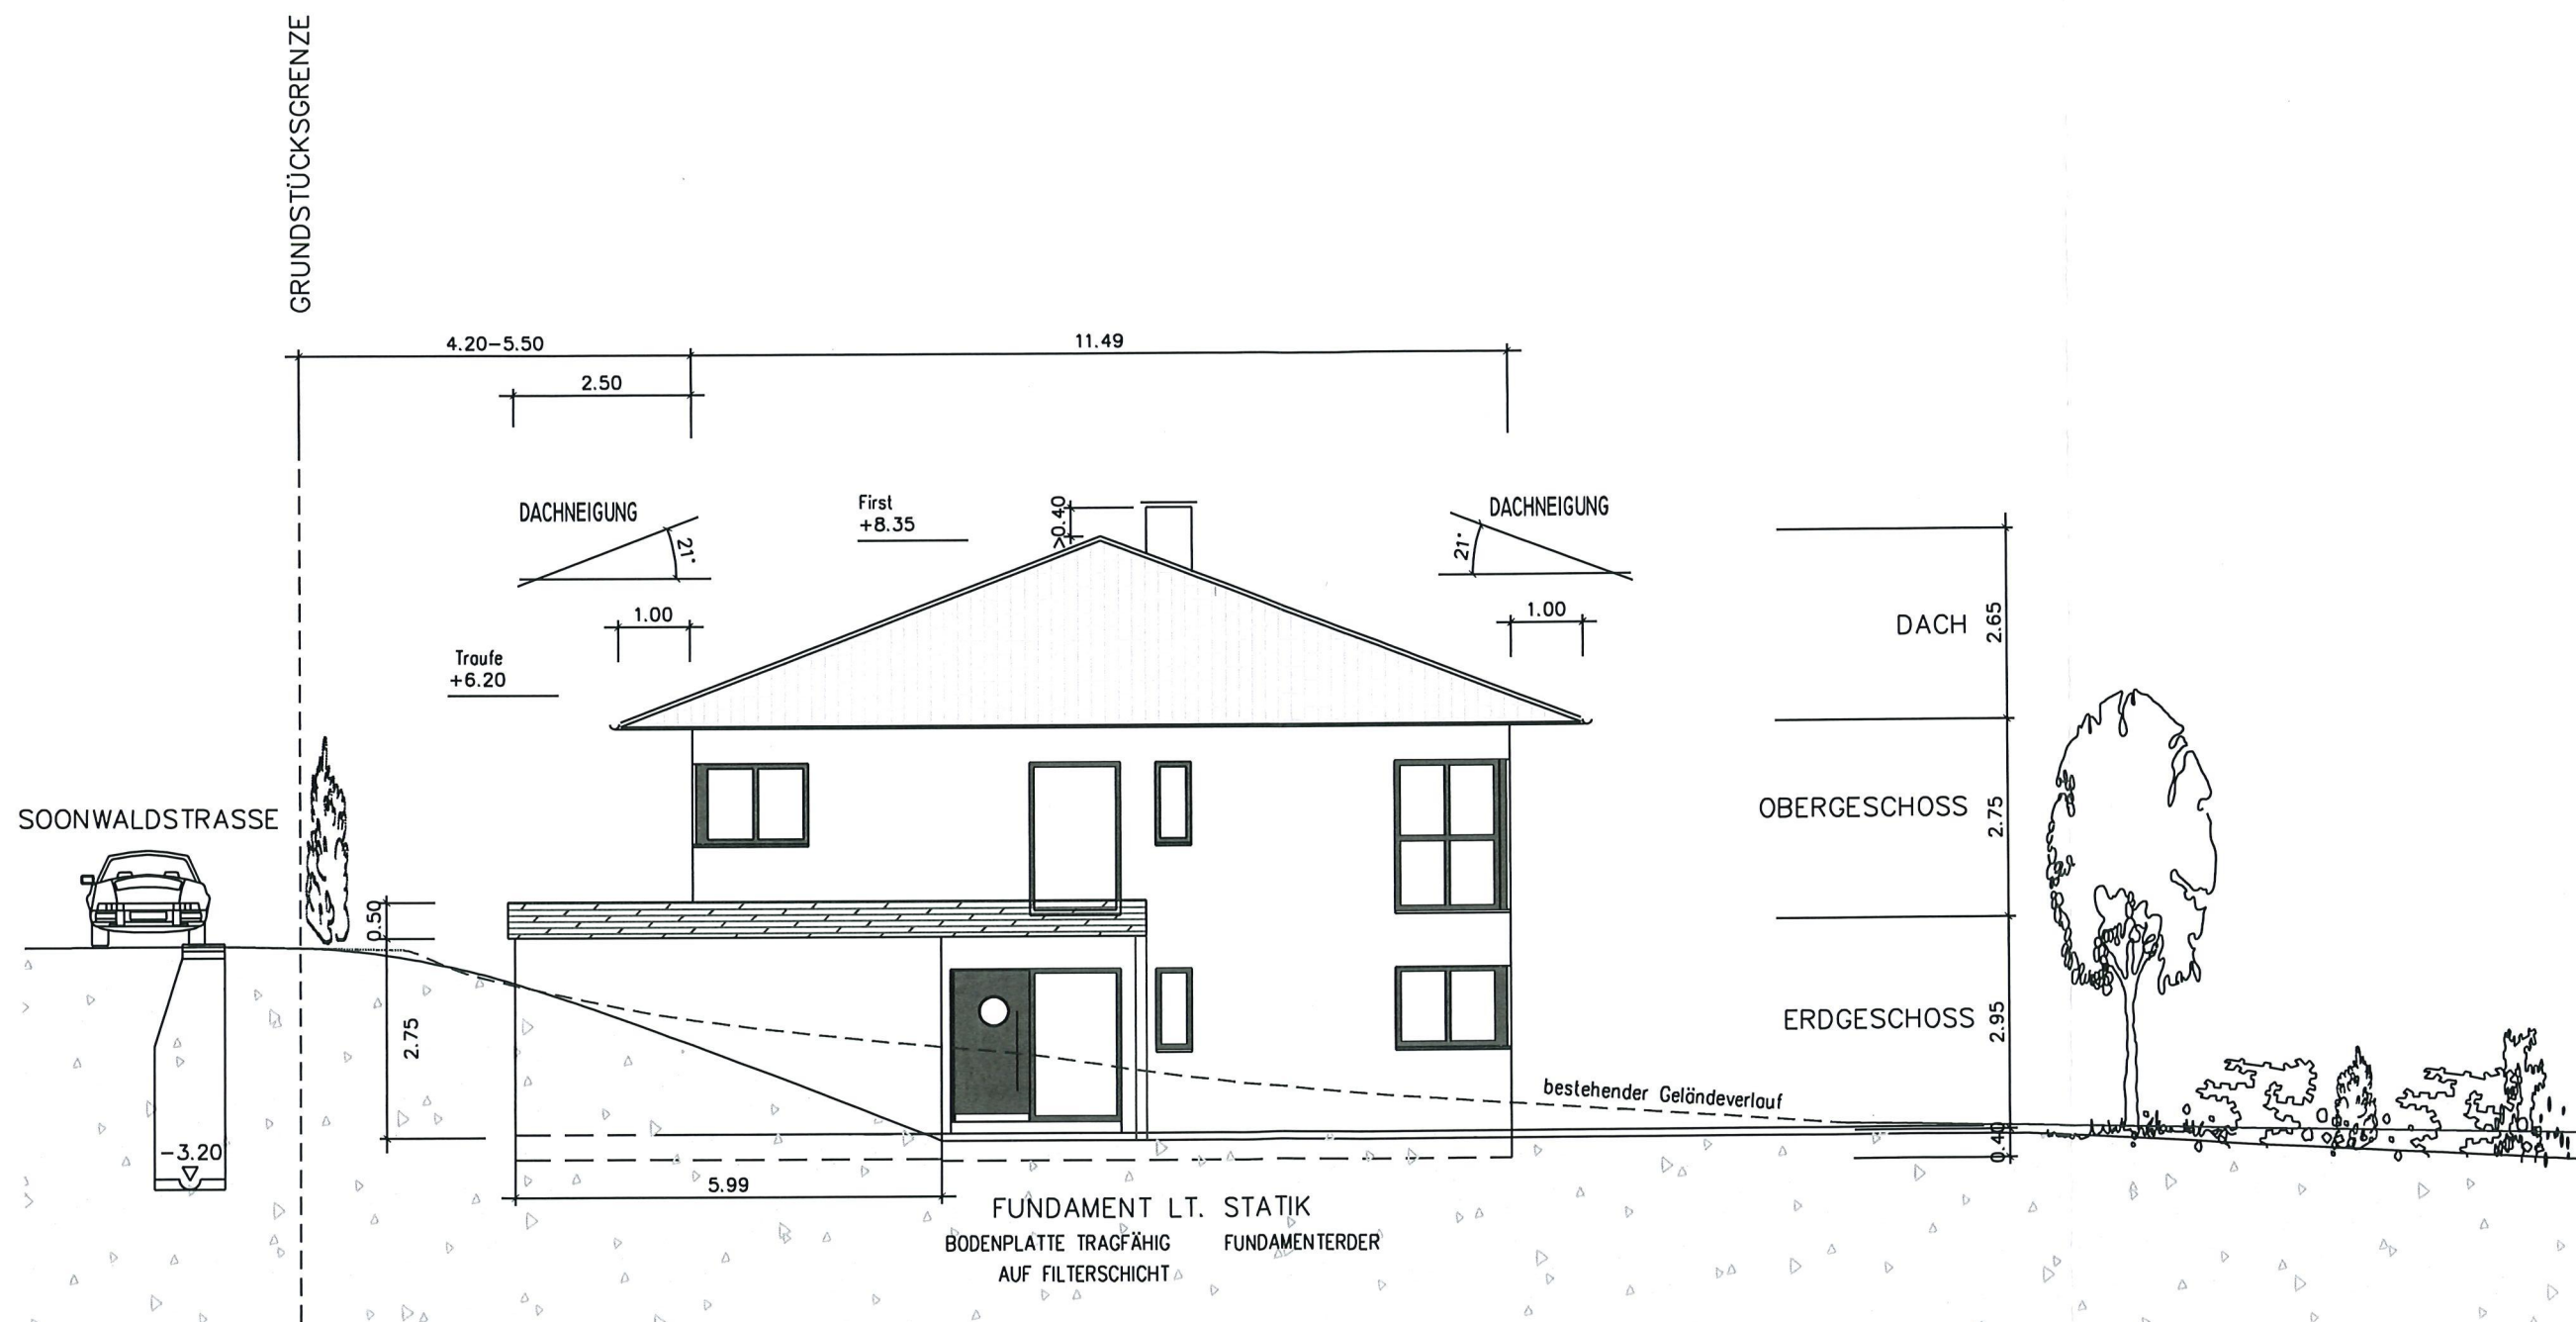 GRUNDSTÜCKSGRENZE
4.20-5.50
11.49
2.50
DACHNEIGUNG
21°
First
+8.35
>0.40
DACHNEIGUNG
21°
1.00
1.00
Traufe
+6.20
DACH
2.65
SOONWALDSTRASSE
OBERGESCHOSS
2.75
0.50
2.75
ERDGESCHOSS
2.95
bestehender Geländeverlauf
0.40
-3.20
5.99
FUNDAMENT LT. STATIK
BODENPLATTE TRAGFÄHIG
FUNDAMENTERDER
AUF FILTERSCHICHT